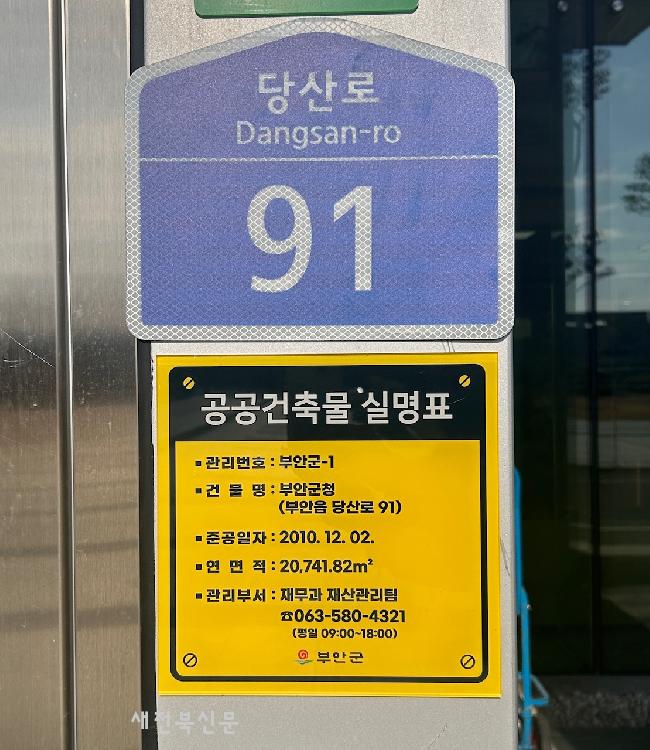 당산로
Dangsan-ro
91
공공건축물 실명표
▪관리번호 : 부안군-1
▪건 물 명 : 부안군청
(부안읍 당산로 91)
▪준공일자 : 2010. 12. 02.
▪연 면 적 : 20,741.82m²
▪관리부서 : 재무과 재산관리팀
☎063-580-4321
(평일 09:00~18:00)
부안군
새전북신문